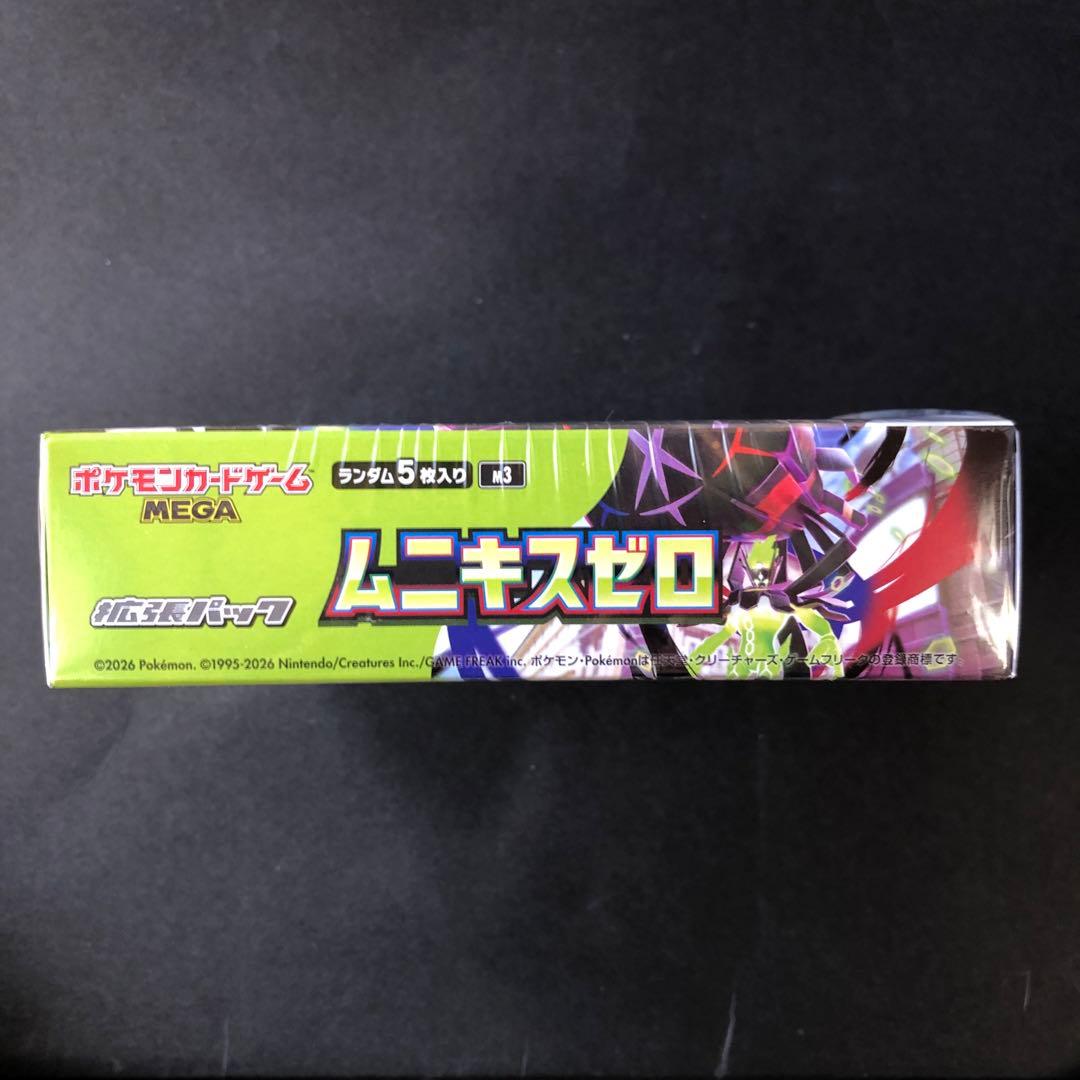 ポケモンカードゲーム™
MEGA
ランダム5枚入り
M3
ムニキスゼロ
拡張パック
©2026 Pokémon. ©1995-2026 Nintendo/Creatures Inc./GAME FREAK inc. ポケモン・Pokémonは任天堂・クリーチャーズ・ゲームフリークの登録商標です。